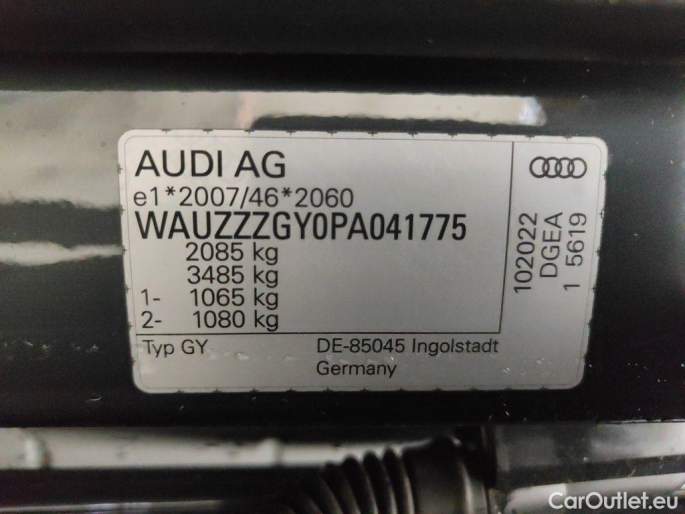 AUDI AG
e1*2007/46*2060
WAUZZZGY0PA041775
2085 kg
3485 kg
1- 1065 kg
2- 1080 kg
Typ GY DE-85045 Ingolstadt
Germany
102022
DGEA
1 5619
CarOutlet.eu